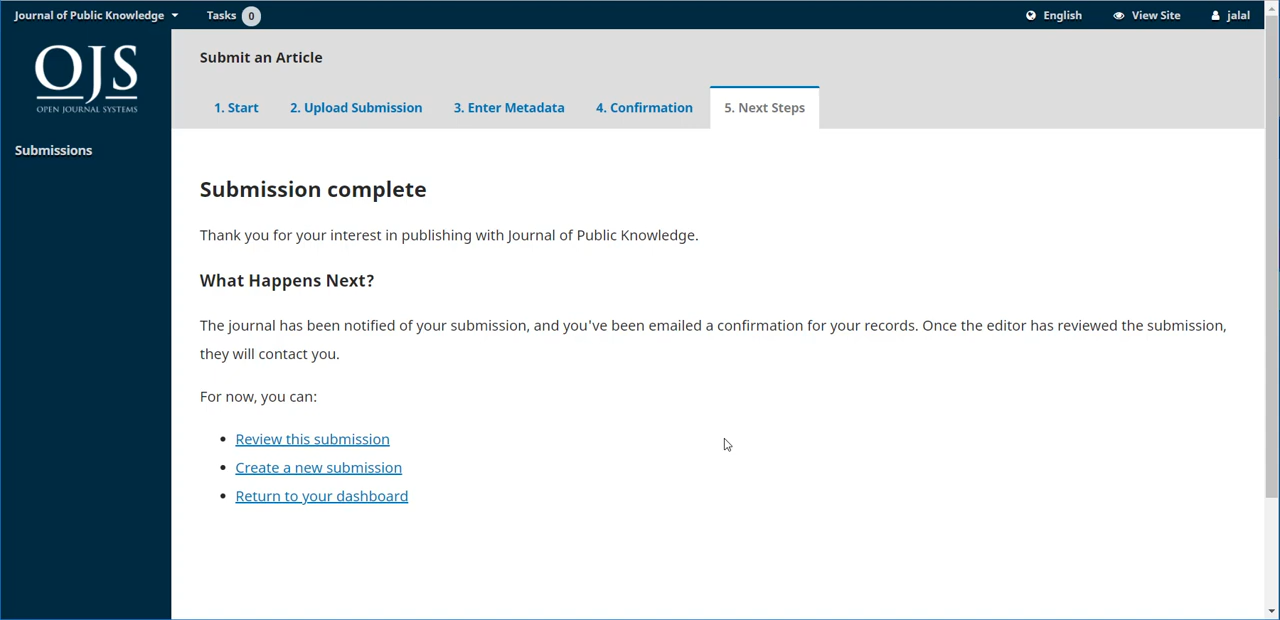 Journal of Public Knowledge Tasks 0 English View Site jalal
OJS
OPEN JOURNAL SYSTEMS
Submissions
Submit an Article
1. Start 2. Upload Submission 3. Enter Metadata 4. Confirmation 5. Next Steps
Submission complete
Thank you for your interest in publishing with Journal of Public Knowledge.
What Happens Next?
The journal has been notified of your submission, and you've been emailed a confirmation for your records. Once the editor has reviewed the submission,
they will contact you.
For now, you can:
Review this submission
Create a new submission
Return to your dashboard